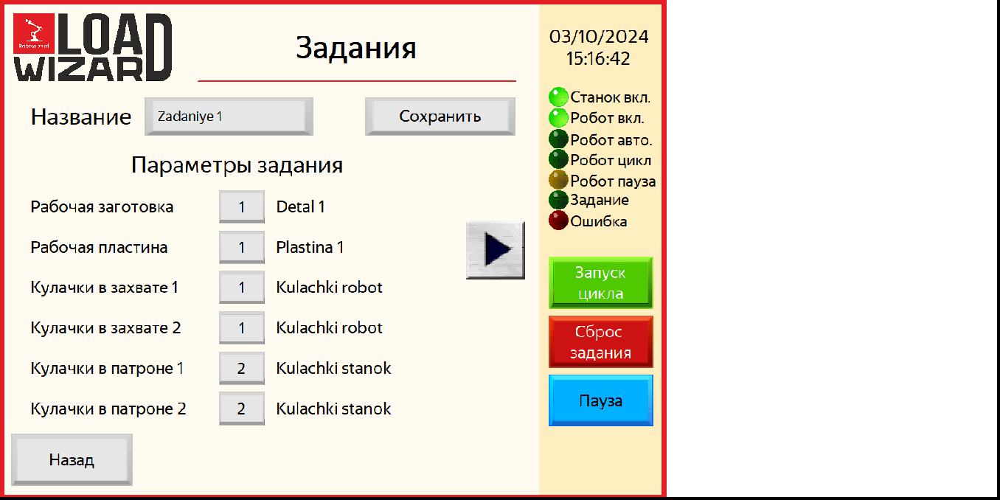 Robowizard
LOAD
WIZARD
Задания
Название
Zadaniye 1
Сохранить
Параметры задания
Рабочая заготовка 1 Detal 1
Рабочая пластина 1 Plastina 1
Кулачки в захвате 1 1 Kulachki robot
Кулачки в захвате 2 1 Kulachki robot
Кулачки в патроне 1 2 Kulachki stanok
Кулачки в патроне 2 2 Kulachki stanok
Назад
03/10/2024
15:16:42
Станок вкл.
Робот вкл.
Робот авто.
Робот цикл
Робот пауза
Задание
Ошибка
Запуск
цикла
Сброс
задания
Пауза